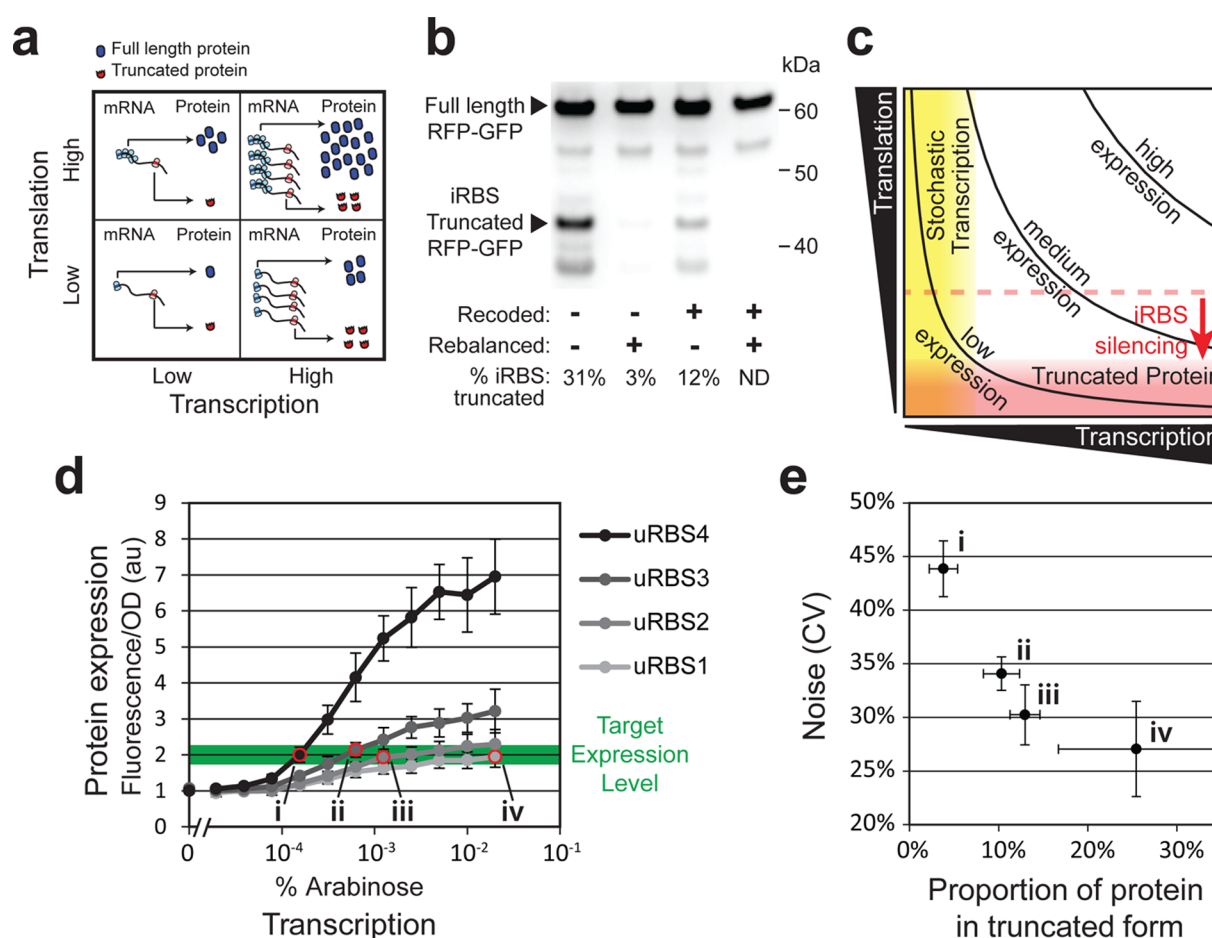 a
Full length protein
Truncated protein
mRNA Protein
mRNA Protein
mRNA Protein
mRNA Protein
Translation
High
Low
Low High
Transcription
b
kDa
Full length
RFP-GFP
iRBS
Truncated
RFP-GFP
60
50
40
Recoded: - - + +
Rebalanced: - + - +
% iRBS: 31% 3% 12% ND
truncated
c
Translation
Stochastic
Transcription
high
expression
medium
expression
low
expression
iRBS
silencing
Truncated Protein
Transcription
d
Protein expression
Fluorescence/OD (au)
9
8
7
6
5
4
3
2
1
0
i ii iii iv
0 10-4 10-3 10-2 10-1
% Arabinose
Transcription
uRBS4
uRBS3
uRBS2
uRBS1
Target
Expression
Level
e
Noise (CV)
50%
45%
40%
35%
30%
25%
20%
i
ii
iii
iv
0% 10% 20% 30%
Proportion of protein
in truncated form